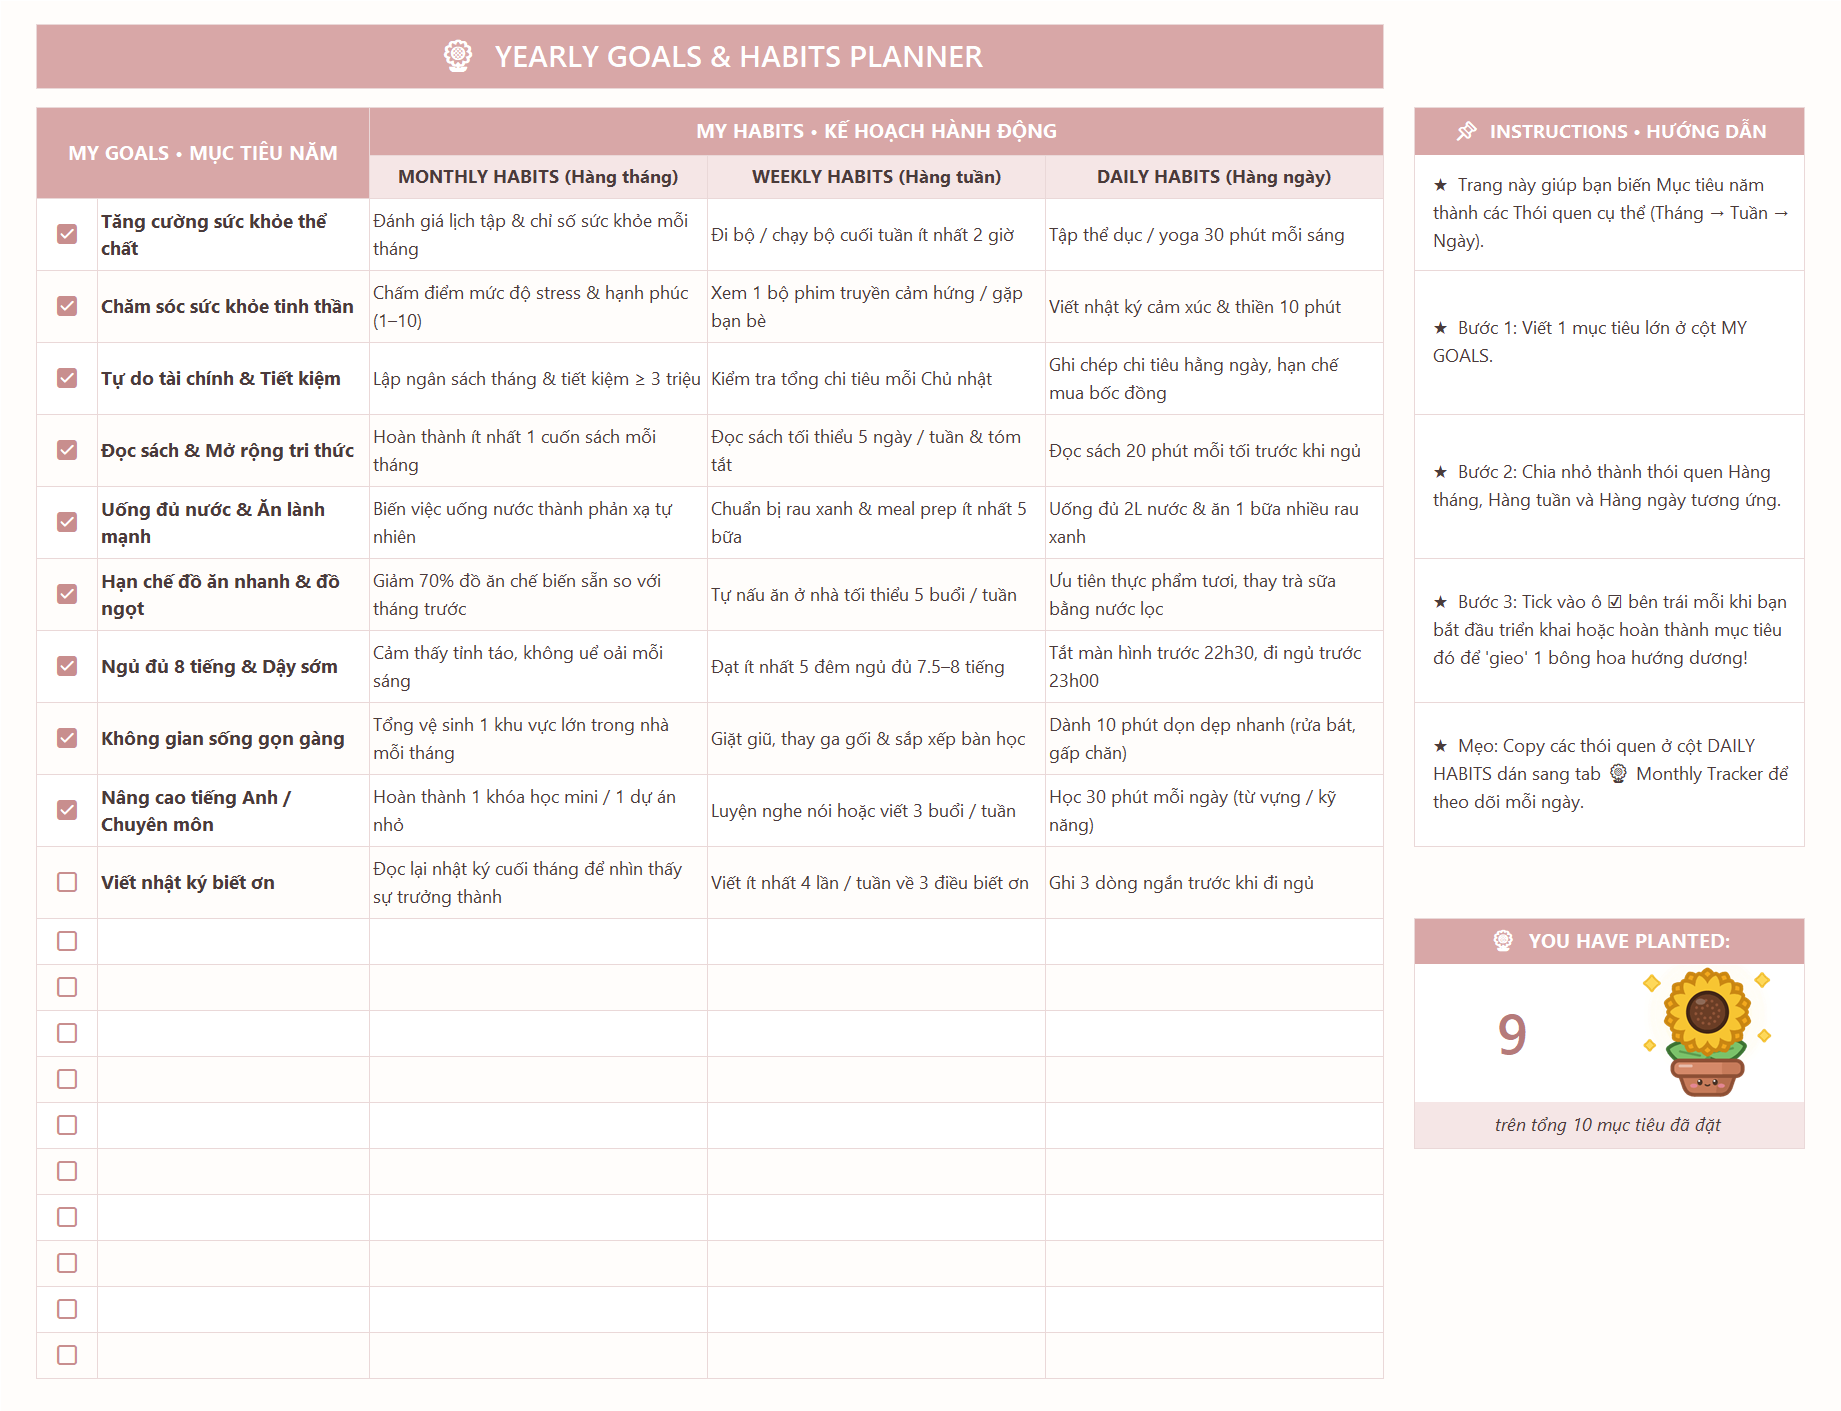 YEARLY GOALS & HABITS PLANNER
MY GOALS • MỤC TIÊU NĂM
MY HABITS • KẾ HOẠCH HÀNH ĐỘNG
MONTHLY HABITS (Hàng tháng)
WEEKLY HABITS (Hàng tuần)
DAILY HABITS (Hàng ngày)
Tăng cường sức khỏe thể
chất
Đánh giá lịch tập & chỉ số sức khỏe mỗi
tháng
Đi bộ / chạy bộ cuối tuần ít nhất 2 giờ
Tập thể dục / yoga 30 phút mỗi sáng
Chăm sóc sức khỏe tinh thần
Chấm điểm mức độ stress & hạnh phúc
(1–10)
Xem 1 bộ phim truyền cảm hứng / gặp
bạn bè
Viết nhật ký cảm xúc & thiền 10 phút
Tự do tài chính & Tiết kiệm
Lập ngân sách tháng & tiết kiệm ≥ 3 triệu
Kiểm tra tổng chi tiêu mỗi Chủ nhật
Ghi chép chi tiêu hằng ngày, hạn chế
mua bốc đồng
Đọc sách & Mở rộng tri thức
Hoàn thành ít nhất 1 cuốn sách mỗi
tháng
Đọc sách tối thiểu 5 ngày / tuần & tóm
tắt
Đọc sách 20 phút mỗi tối trước khi ngủ
Uống đủ nước & Ăn lành
mạnh
Biến việc uống nước thành phản xạ tự
nhiên
Chuẩn bị rau xanh & meal prep ít nhất 5
bữa
Uống đủ 2L nước & ăn 1 bữa nhiều rau
xanh
Hạn chế đồ ăn nhanh & đồ
ngọt
Giảm 70% đồ ăn chế biến sẵn so với
tháng trước
Tự nấu ăn ở nhà tối thiểu 5 buổi / tuần
Ưu tiên thực phẩm tươi, thay trà sữa
bằng nước lọc
Ngủ đủ 8 tiếng & Dậy sớm
Cảm thấy tỉnh táo, không uể oải mỗi
sáng
Đạt ít nhất 5 đêm ngủ đủ 7.5–8 tiếng
Tắt màn hình trước 22h30, đi ngủ trước
23h00
Không gian sống gọn gàng
Tổng vệ sinh 1 khu vực lớn trong nhà
mỗi tháng
Giặt giũ, thay ga gối & sắp xếp bàn học
Dành 10 phút dọn dẹp nhanh (rửa bát,
gấp chăn)
Nâng cao tiếng Anh /
Chuyên môn
Hoàn thành 1 khóa học mini / 1 dự án
nhỏ
Luyện nghe nói hoặc viết 3 buổi / tuần
Học 30 phút mỗi ngày (từ vựng / kỹ
năng)
Viết nhật ký biết ơn
Đọc lại nhật ký cuối tháng để nhìn thấy
sự trưởng thành
Viết ít nhất 4 lần / tuần về 3 điều biết ơn
Ghi 3 dòng ngắn trước khi đi ngủ
INSTRUCTIONS • HƯỚNG DẪN
★ Trang này giúp bạn biến Mục tiêu năm
thành các Thói quen cụ thể (Tháng → Tuần →
Ngày).
★ Bước 1: Viết 1 mục tiêu lớn ở cột MY
GOALS.
★ Bước 2: Chia nhỏ thành thói quen Hàng
tháng, Hàng tuần và Hàng ngày tương ứng.
★ Bước 3: Tick vào ô ☑ bên trái mỗi khi bạn
bắt đầu triển khai hoặc hoàn thành mục tiêu
đó để 'gieo' 1 bông hoa hướng dương!
★ Mẹo: Copy các thói quen ở cột DAILY
HABITS dán sang tab 🌻 Monthly Tracker để
theo dõi mỗi ngày.
YOU HAVE PLANTED:
9
trên tổng 10 mục tiêu đã đặt